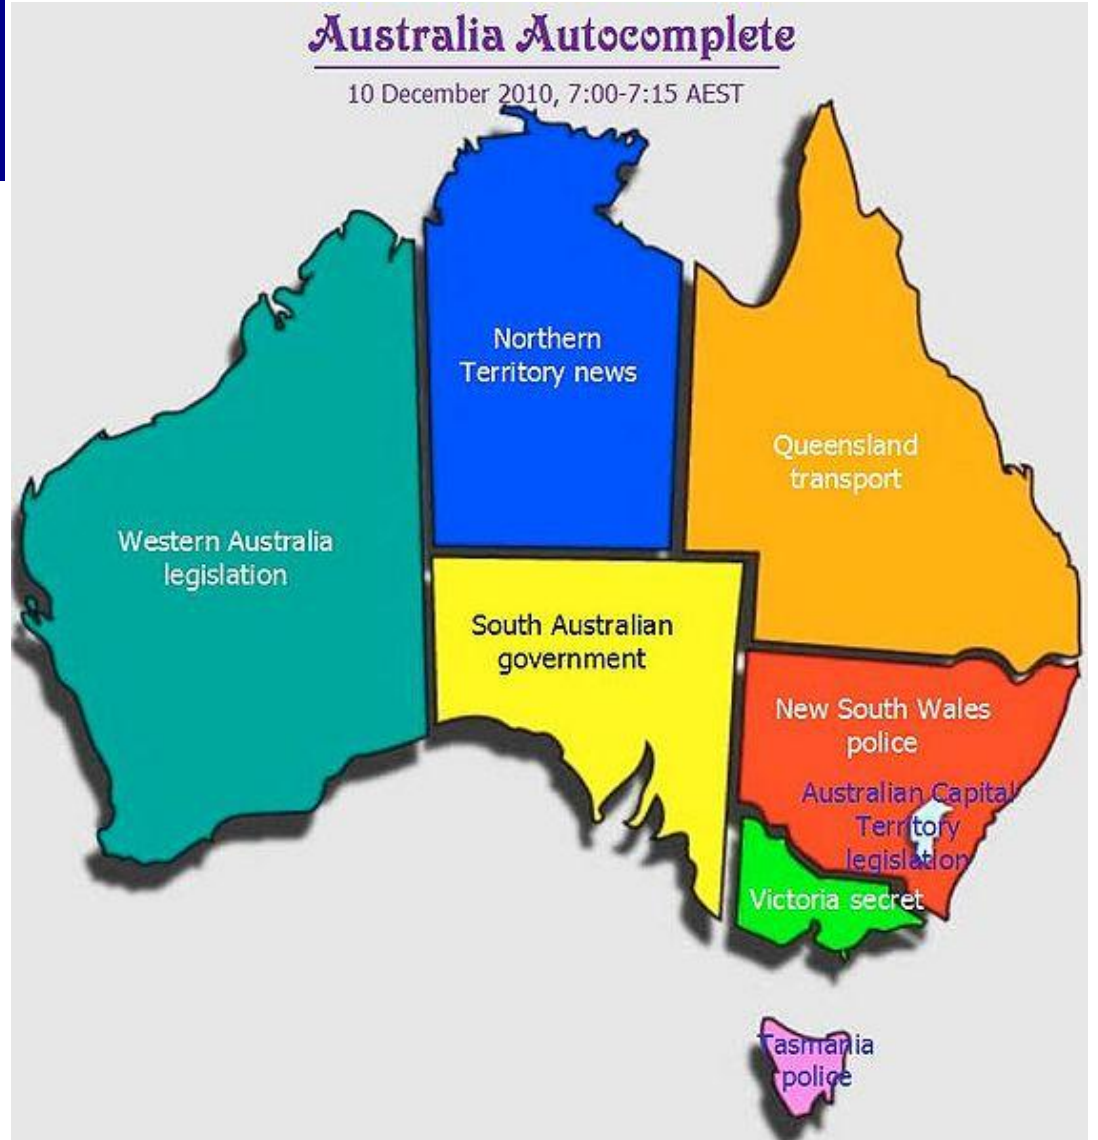 Australia Autocomplete
10 December 2010, 7:00-7:15 AEST
Northern
Territory news
Queensland
transport
Western Australia
legislation
South Australian
government
New South Wales
police
Australian Capital
Territory
legislation
Victoria secret
Tasmania
police